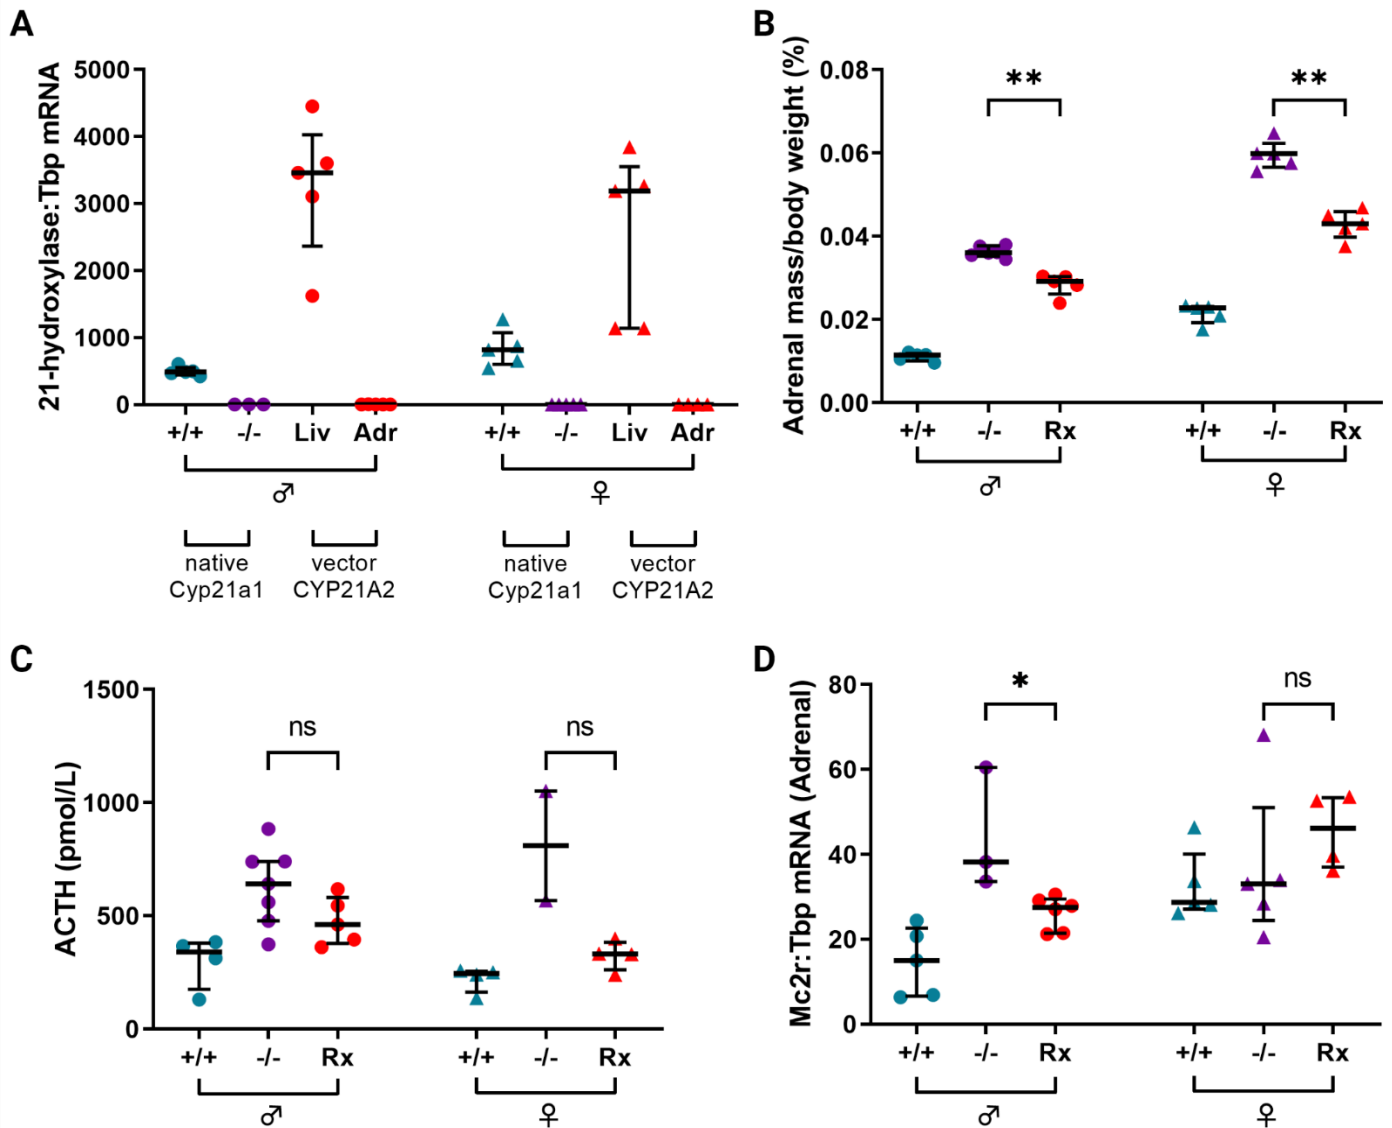 A
21-hydroxylase:Tbp mRNA
5000
4000
3000
2000
1000
0
+/+ -/- Liv Adr +/+ -/- Liv Adr
♂ ♀
native Cyp21a1 vector CYP21A2 native Cyp21a1 vector CYP21A2
B
Adrenal mass/body weight (%)
0.08
0.06
0.04
0.02
0.00
** **
+/+ -/- Rx +/+ -/- Rx
♂ ♀
C
ACTH (pmol/L)
1500
1000
500
0
ns ns
+/+ -/- Rx +/+ -/- Rx
♂ ♀
D
Mc2r:Tbp mRNA (Adrenal)
80
60
40
20
0
* ns
+/+ -/- Rx +/+ -/- Rx
♂ ♀